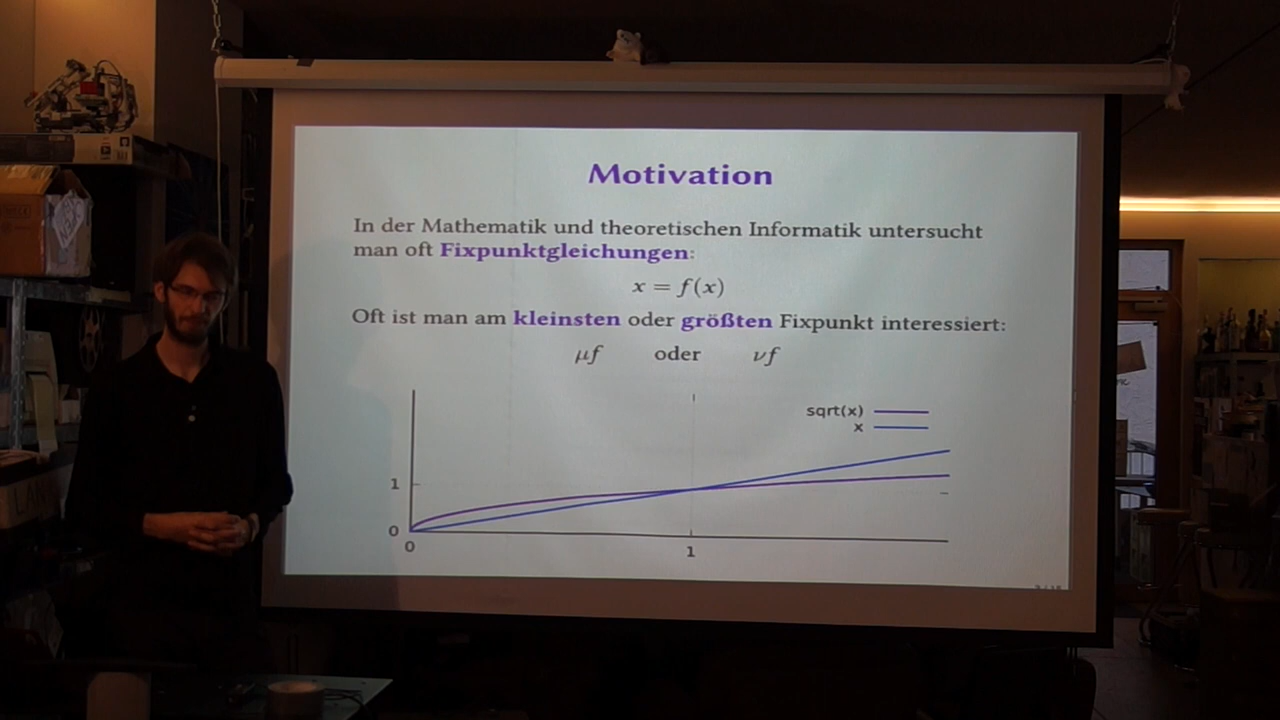 Motivation
In der Mathematik und theoretischen Informatik untersucht
man oft Fixpunktgleichungen:
x = f(x)
Oft ist man am kleinsten oder größten Fixpunkt interessiert:
μf oder νf
sqrt(x)
x
1
0
0
1